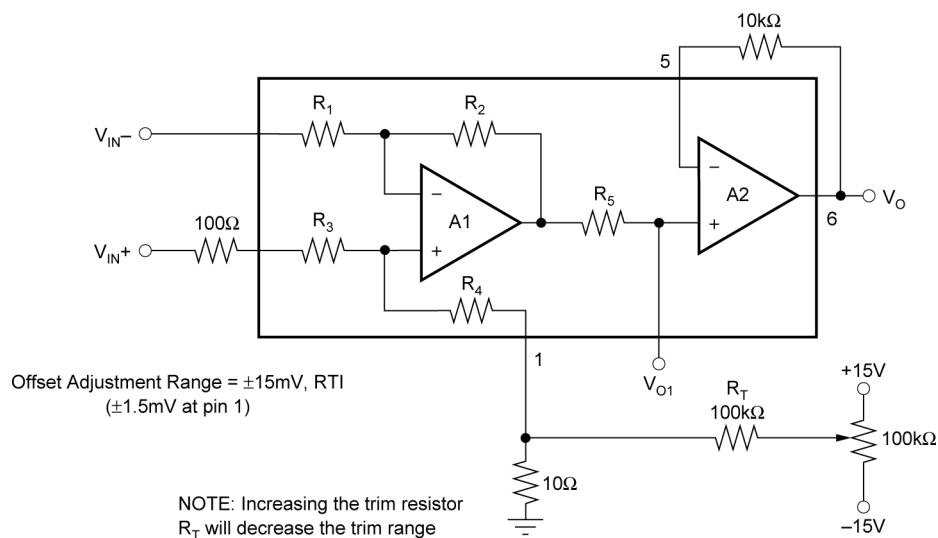 10kΩ
5
R1
R2
VIN–
A1
R5
A2
VO
6
100Ω
R3
VIN+
R4
1
VO1
Offset Adjustment Range = ±15mV, RTI
(±1.5mV at pin 1)
+15V
RT
100kΩ
100kΩ
10Ω
–15V
NOTE: Increasing the trim resistor
RT will decrease the trim range